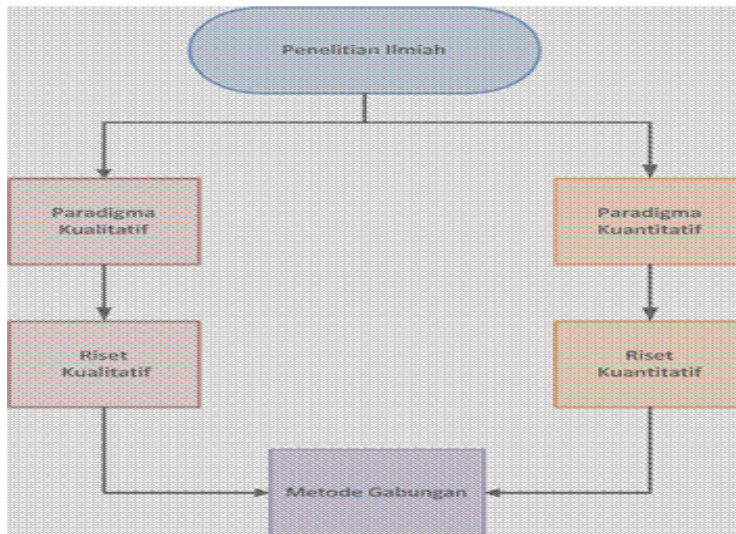 Penelitian Ilmiah
Paradigma
Kualitatif
Paradigma
Kuantitatif
Riset
Kualitatif
Riset
Kuantitatif
Metode Gabungan